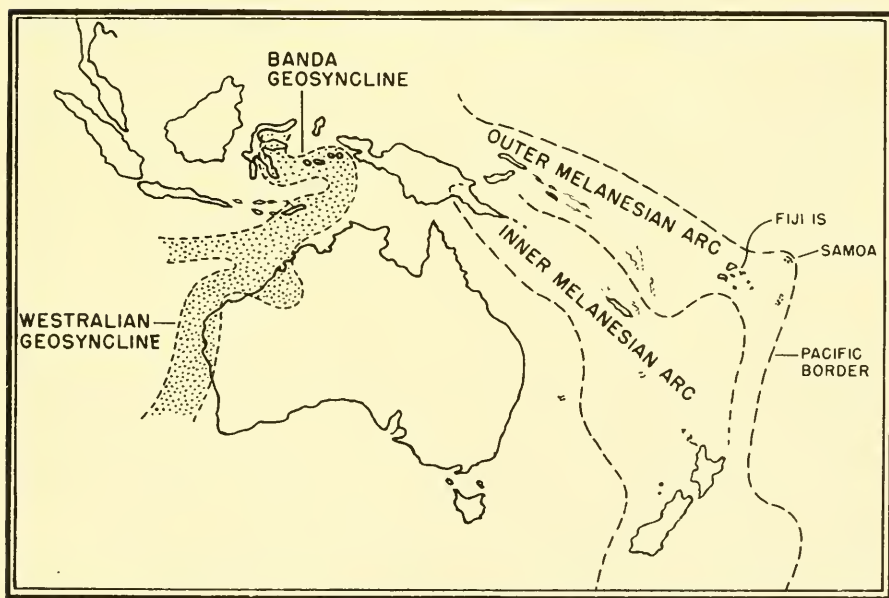 BANDA
GEOSYNCLINE
OUTER MELANESIAN ARC
FIJI IS
SAMOA
INNER MELANESIAN ARC
WESTRALIAN
GEOSYNCLINE
PACIFIC
BORDER